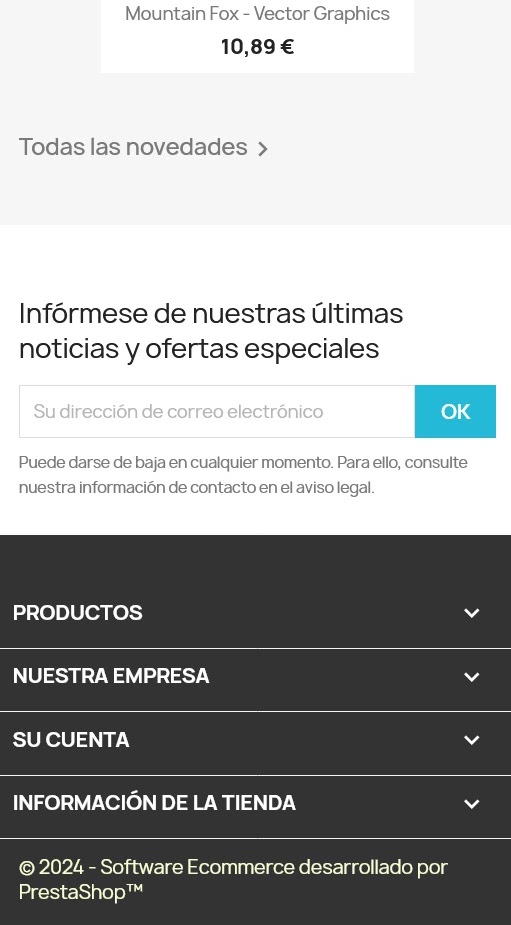 Mountain Fox - Vector Graphics
10,89 €
Todas las novedades
Infórmese de nuestras últimas
noticias y ofertas especiales
Su dirección de correo electrónico OK
Puede darse de baja en cualquier momento. Para ello, consulte
nuestra información de contacto en el aviso legal.
PRODUCTOS
NUESTRA EMPRESA
SU CUENTA
INFORMACIÓN DE LA TIENDA
© 2024 - Software Ecommerce desarrollado por
PrestaShop™